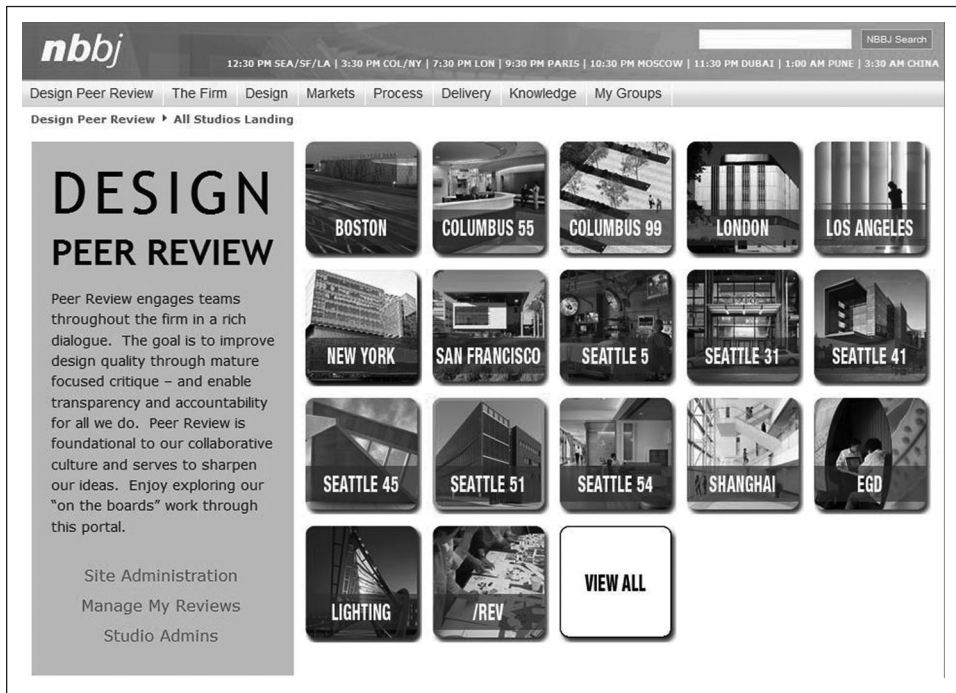 nbbj
NBBJ Search
12:30 PM SEA/SF/LA | 3:30 PM COL/NY | 7:30 PM LON | 9:30 PM PARIS | 10:30 PM MOSCOW | 11:30 PM DUBAI | 1:00 AM PUNE | 3:30 AM CHINA
Design Peer Review The Firm Design Markets Process Delivery Knowledge My Groups
Design Peer Review ▸ All Studios Landing
DESIGN
PEER REVIEW
Peer Review engages teams
throughout the firm in a rich
dialogue. The goal is to improve
design quality through mature
focused critique – and enable
transparency and accountability
for all we do. Peer Review is
foundational to our collaborative
culture and serves to sharpen
our ideas. Enjoy exploring our
“on the boards” work through
this portal.
Site Administration
Manage My Reviews
Studio Admins
BOSTON COLUMBUS 55 COLUMBUS 99 LONDON LOS ANGELES
NEW YORK SAN FRANCISCO SEATTLE 5 SEATTLE 31 SEATTLE 41
SEATTLE 45 SEATTLE 51 SEATTLE 54 SHANGHAI EGD
LIGHTING /REV VIEW ALL